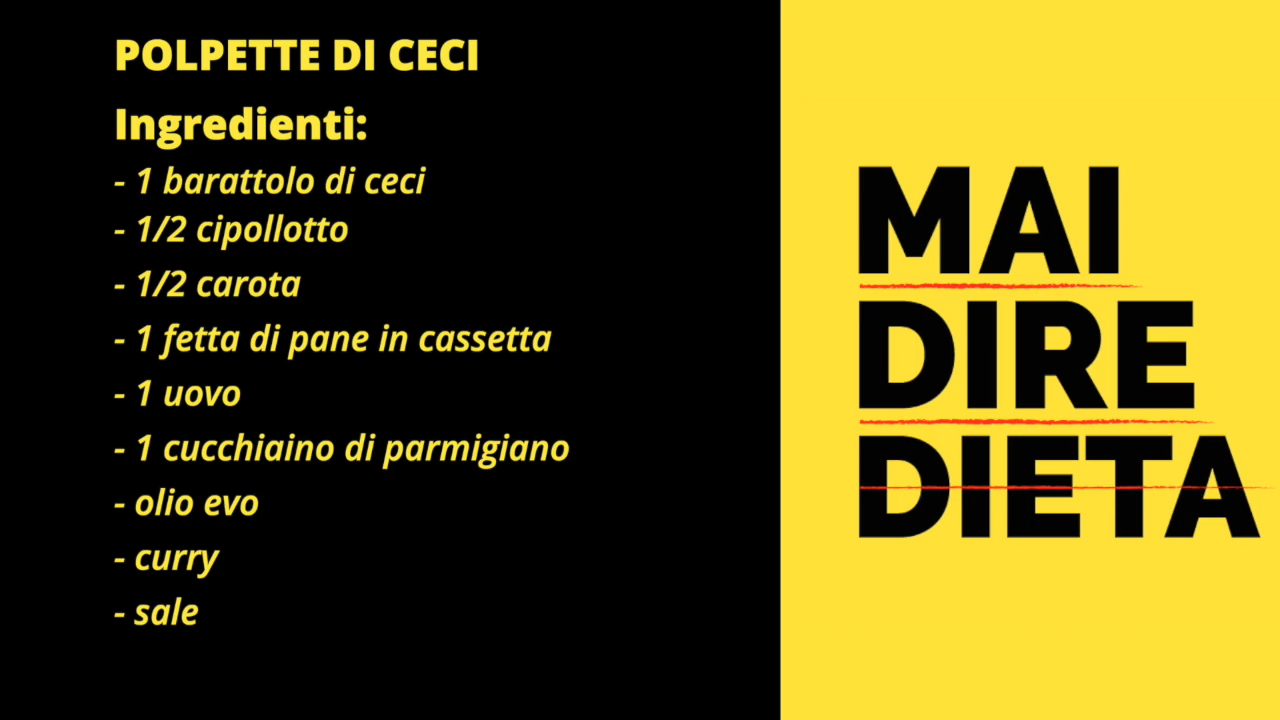 POLPETTE DI CECI
Ingredienti:
- 1 barattolo di ceci
- 1/2 cipollotto
- 1/2 carota
- 1 fetta di pane in cassetta
- 1 uovo
- 1 cucchiaino di parmigiano
- olio evo
- curry
- sale
MAI
DIRE
DIETA